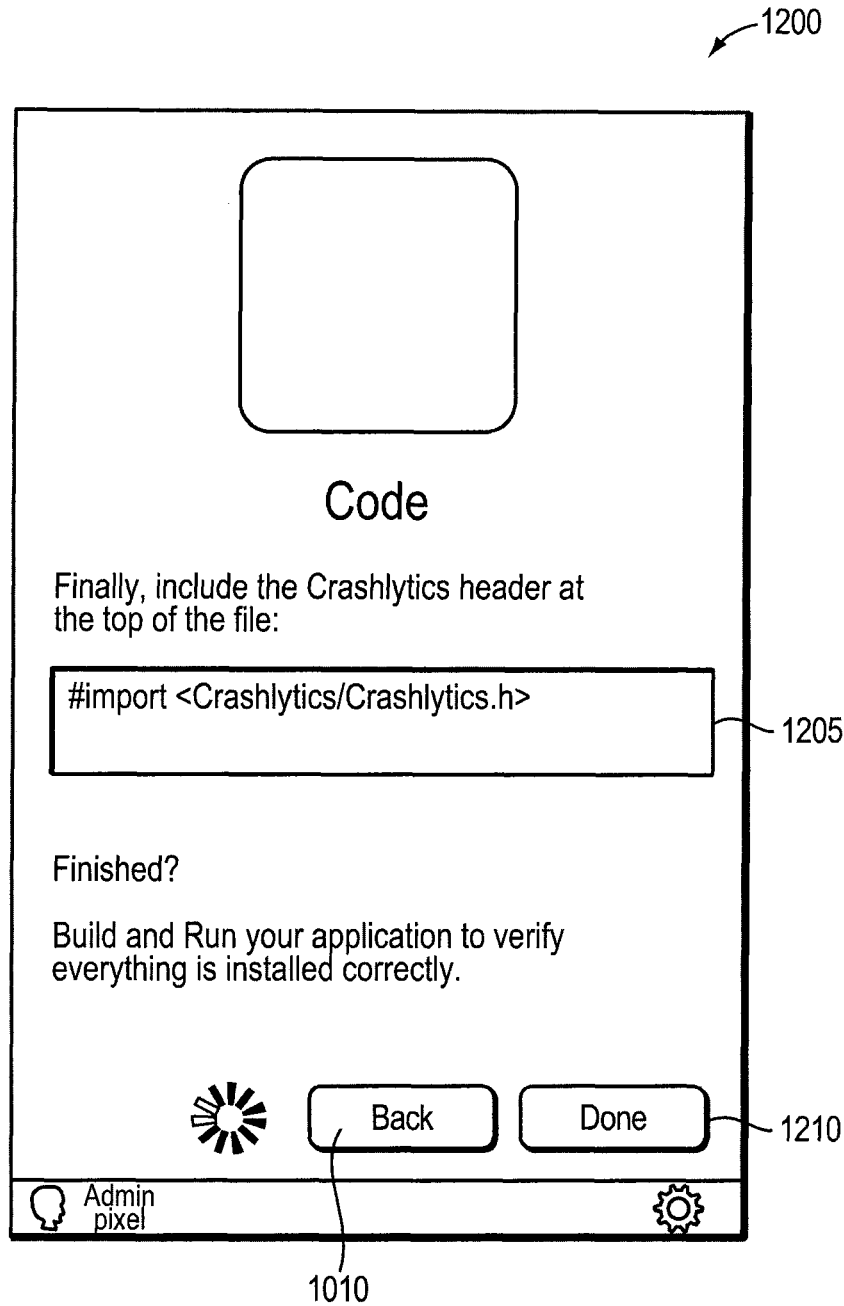 1200
Code
Finally, include the Crashlytics header at
the top of the file:
#import <Crashlytics/Crashlytics.h>
1205
Finished?
Build and Run your application to verify
everything is installed correctly.
Back
Done
1210
Admin
pixel
1010